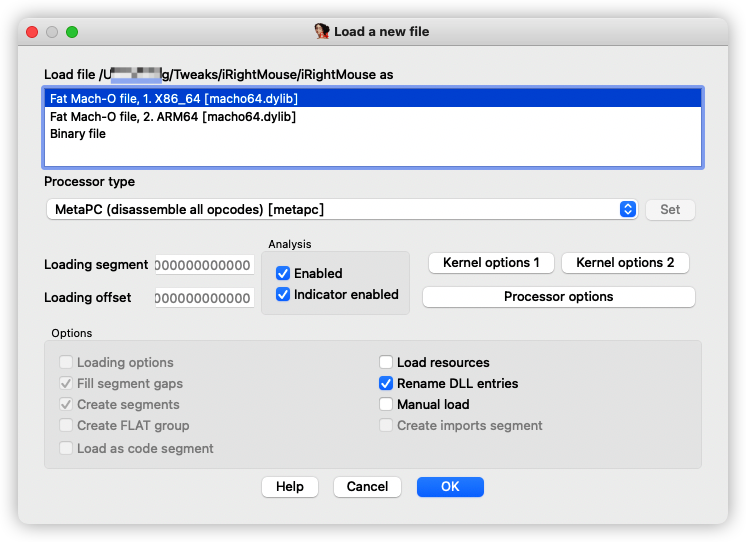 Load a new file
Load file /U g/Tweaks/iRightMouse/iRightMouse as
Fat Mach-O file, 1. X86_64 [macho64.dylib]
Fat Mach-O file, 2. ARM64 [macho64.dylib]
Binary file
Processor type
MetaPC (disassemble all opcodes) [metapc]
Set
Analysis
Loading segment 000000000000
Enabled
Kernel options 1
Kernel options 2
Loading offset 000000000000
Indicator enabled
Processor options
Options
Loading options
Load resources
Fill segment gaps
Rename DLL entries
Create segments
Manual load
Create FLAT group
Create imports segment
Load as code segment
Help
Cancel
OK